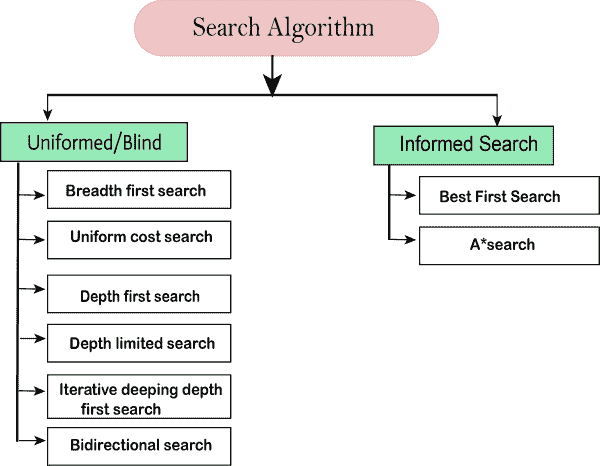 Search Algorithm
Uniformed/Blind
Informed Search
Breadth first search
Uniform cost search
Depth first search
Depth limited search
Iterative deeping depth
first search
Bidirectional search
Best First Search
A*search